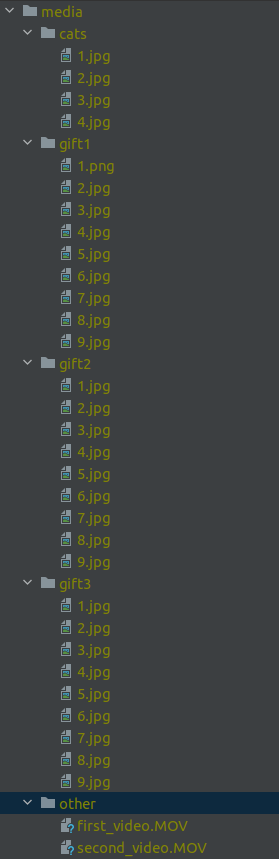 media
cats
1.jpg
2.jpg
3.jpg
4.jpg
gift1
1.png
2.jpg
3.jpg
4.jpg
5.jpg
6.jpg
7.jpg
8.jpg
9.jpg
gift2
1.jpg
2.jpg
3.jpg
4.jpg
5.jpg
6.jpg
7.jpg
8.jpg
9.jpg
gift3
1.jpg
2.jpg
3.jpg
4.jpg
5.jpg
6.jpg
7.jpg
8.jpg
9.jpg
other
first_video.MOV
second_video.MOV